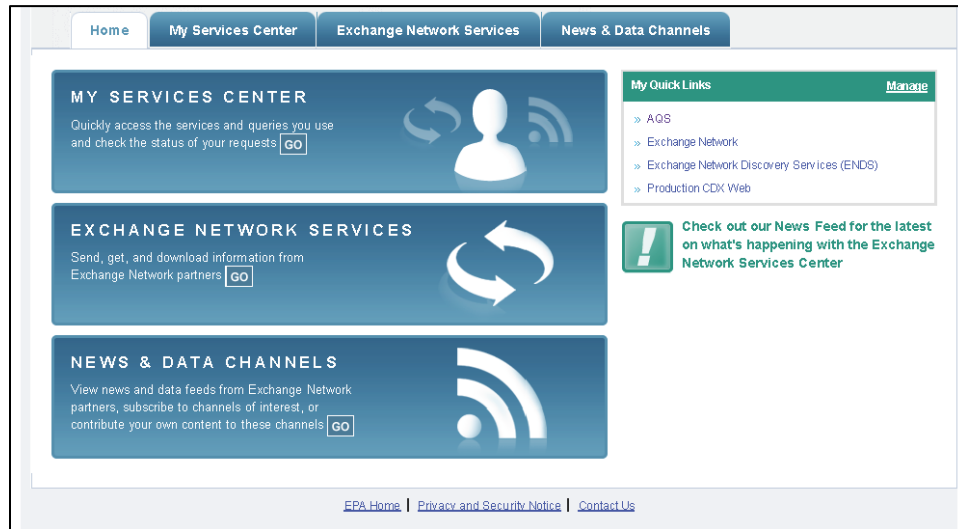 Home
My Services Center
Exchange Network Services
News & Data Channels
MY SERVICES CENTER
Quickly access the services and queries you use
and check the status of your requests GO
EXCHANGE NETWORK SERVICES
Send, get, and download information from
Exchange Network partners GO
NEWS & DATA CHANNELS
View news and data feeds from Exchange Network
partners, subscribe to channels of interest, or
contribute your own content to these channels GO
My Quick Links Manage
» AQS
» Exchange Network
» Exchange Network Discovery Services (ENDS)
» Production CDX Web
Check out our News Feed for the latest
on what's happening with the Exchange
Network Services Center
EPA Home | Privacy and Security Notice | Contact Us